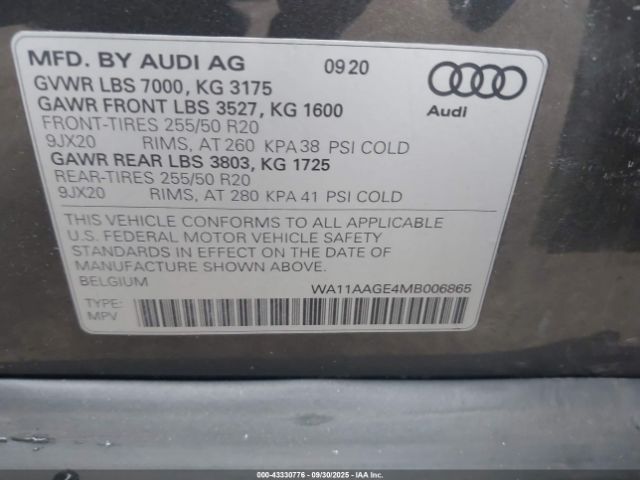 MFD. BY AUDI AG 09 20
GVWR LBS 7000, KG 3175
GAWR FRONT LBS 3527, KG 1600
Audi
FRONT-TIRES 255/50 R20
9JX20 RIMS, AT 260 KPA 38 PSI COLD
GAWR REAR LBS 3803, KG 1725
REAR-TIRES 255/50 R20
9JX20 RIMS, AT 280 KPA 41 PSI COLD
THIS VEHICLE CONFORMS TO ALL APPLICABLE
U.S. FEDERAL MOTOR VEHICLE SAFETY
STANDARDS IN EFFECT ON THE DATE OF
MANUFACTURE SHOWN ABOVE.
BELGIUM WA11AAGE4MB006865
TYPE:
MPV
000-43330776 - 09/30/2025 - IAA Inc.